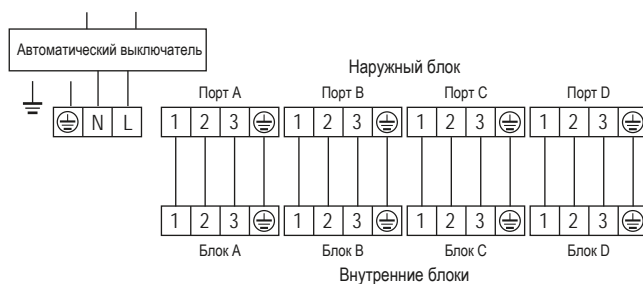 Автоматический выключатель
Наружный блок
Порт A Порт B Порт C Порт D
N L 1 2 3 1 2 3 1 2 3 1 2 3
1 2 3 1 2 3 1 2 3 1 2 3
Блок A Блок B Блок C Блок D
Внутренние блоки